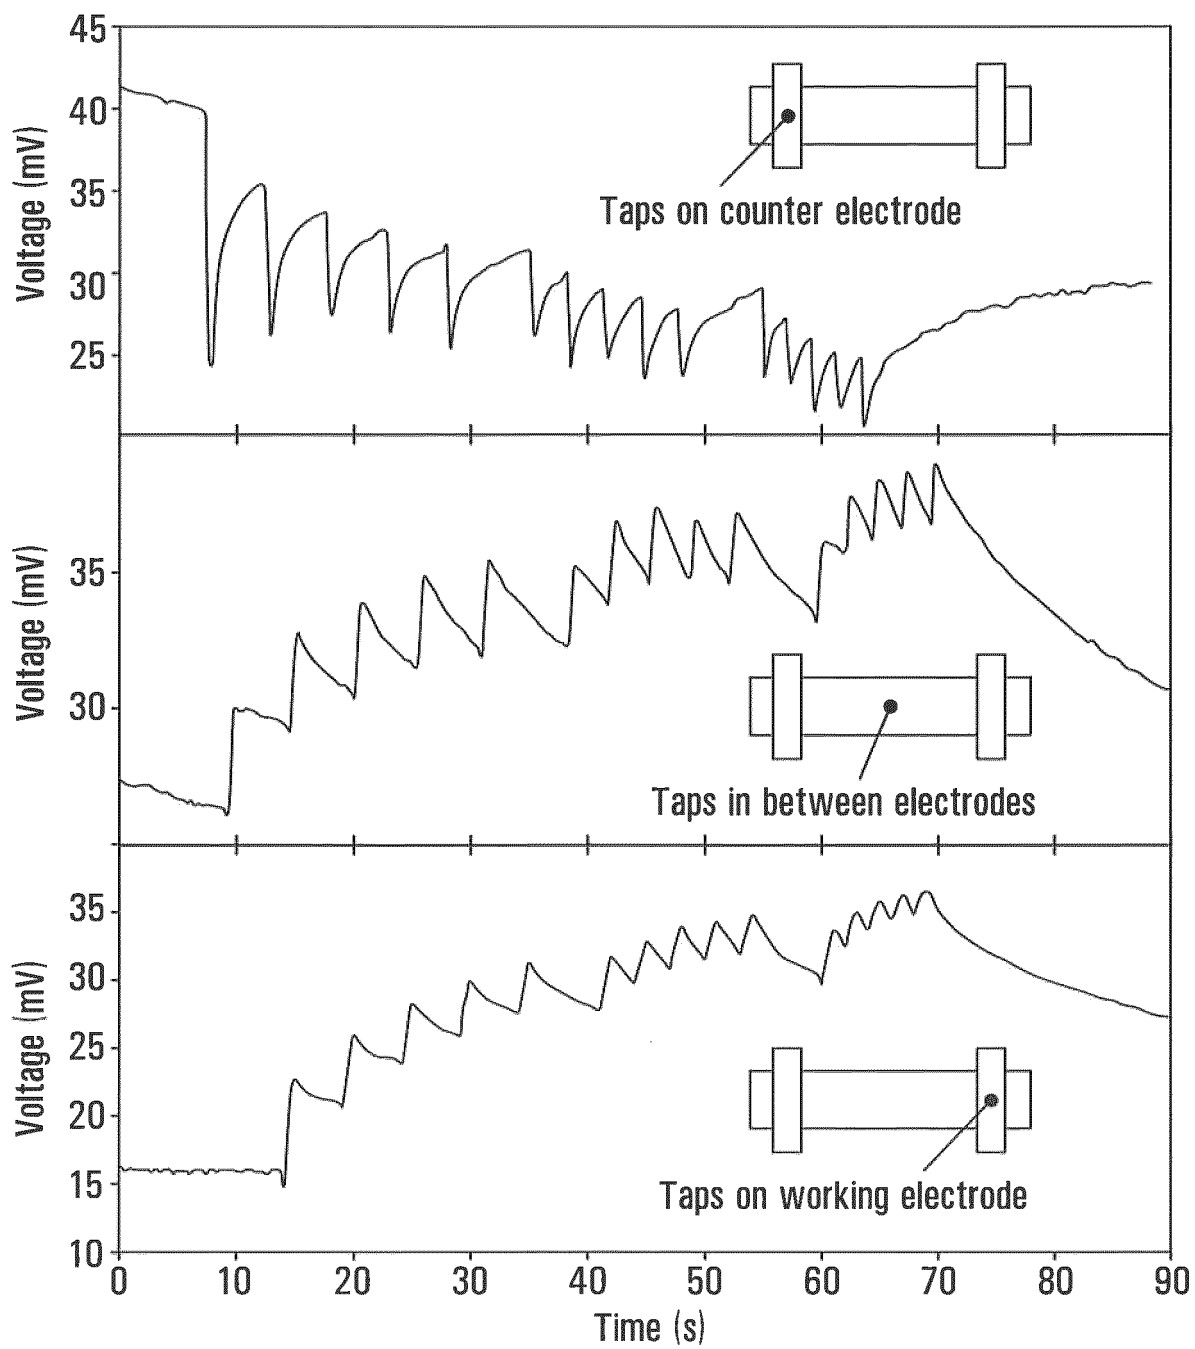 45
40
35
30
25
Voltage (mV)
Taps on counter electrode
35
30
Voltage (mV)
Taps in between electrodes
35
30
25
20
15
10
Voltage (mV)
Taps on working electrode
0 10 20 30 40 50 60 70 80 90
Time (s)